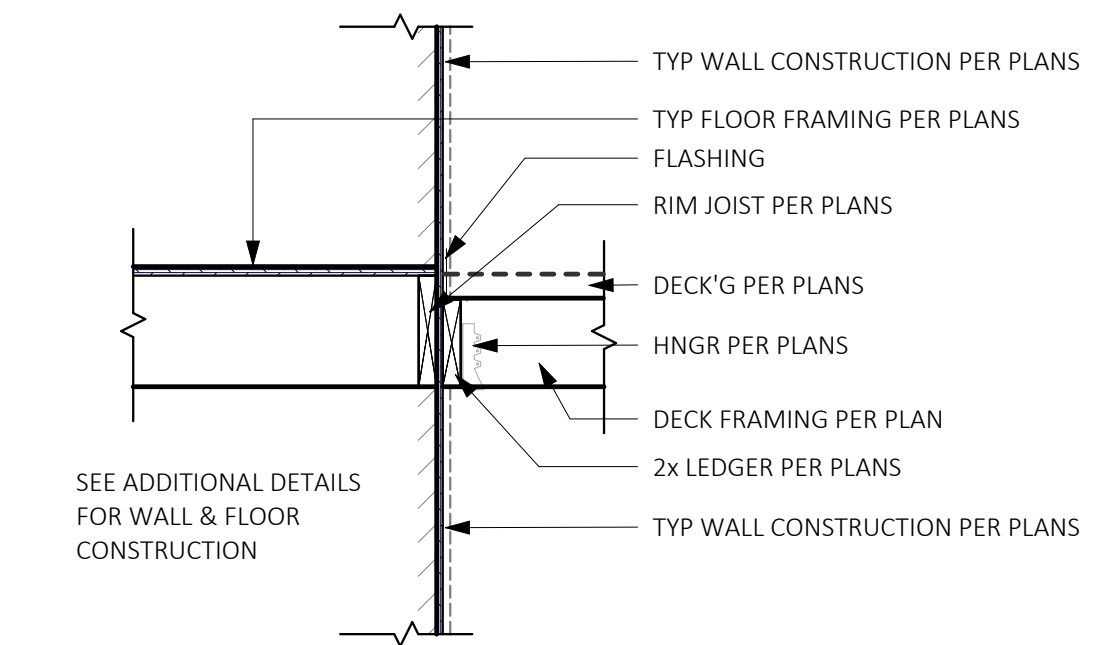 TYP WALL CONSTRUCTION PER PLANS
TYP FLOOR FRAMING PER PLANS
FLASHING
RIM JOIST PER PLANS
DECK'G PER PLANS
HNGR PER PLANS
DECK FRAMING PER PLAN
2x LEDGER PER PLANS
TYP WALL CONSTRUCTION PER PLANS
SEE ADDITIONAL DETAILS
FOR WALL & FLOOR
CONSTRUCTION